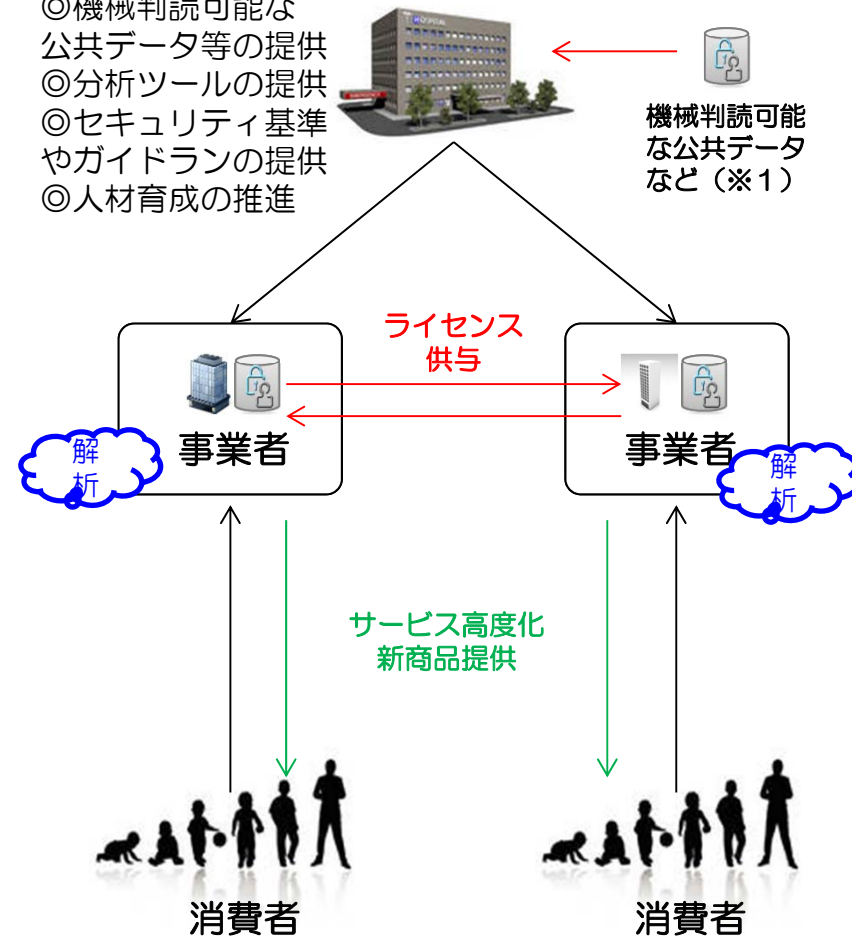 ◎機械判読可能な
公共データ等の提供
◎分析ツールの提供
◎セキュリティ基準
やガイドランの提供
◎人材育成の推進
HOSPITAL
機械判読可能
な公共データ
など（※１）
ライセンス
供与
事業者
解
析
事業者
解
析
サービス高度化
新商品提供
消費者
消費者